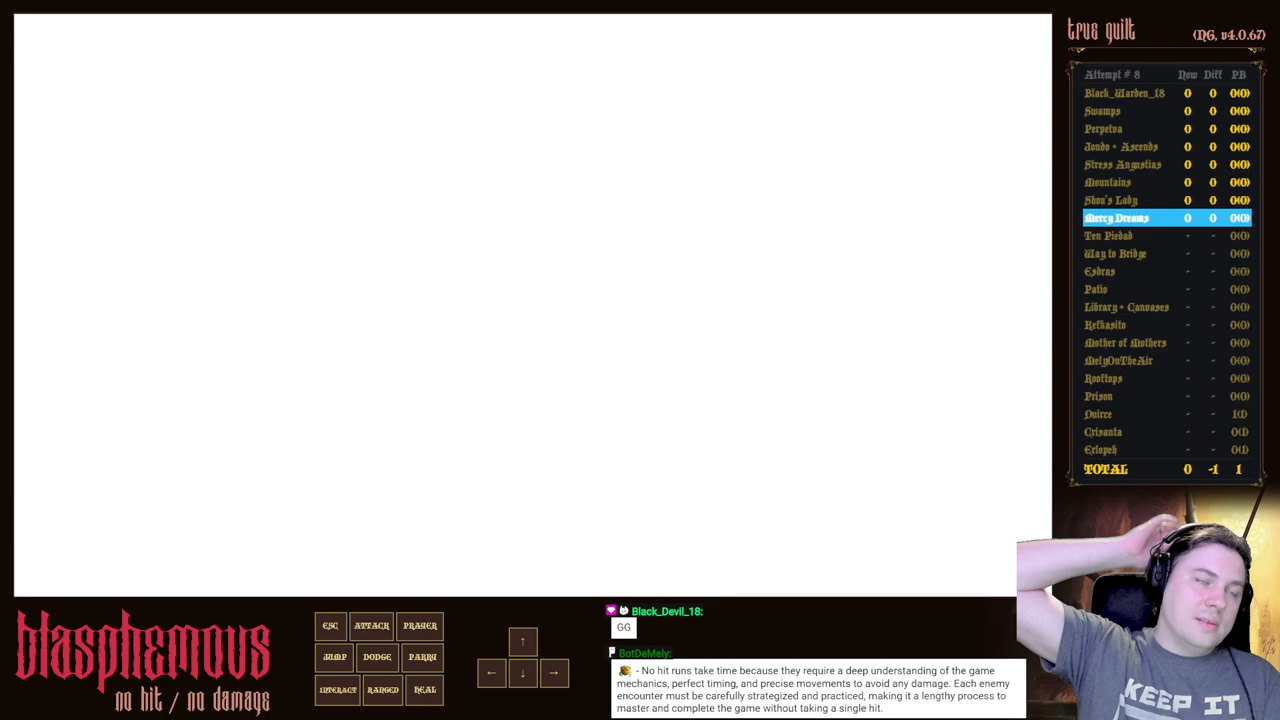 true guilt
(NG, v4.0.67)
Attempt # 8 Now Diff PB
Black_Warden_18 0 0 0(0)
Swamps 0 0 0(0)
Perpetva 0 0 0(0)
Jondo + Ascends 0 0 0(0)
Stress Angustias 0 0 0(0)
Mountains 0 0 0(0)
Shou's Lady 0 0 0(0)
Mercy Dreams 0 0 0(0)
Ten Piedad - - 0(0)
Way to Bridge - - 0(0)
Esdras - - 0(0)
Patio - - 0(0)
Library + Canvases - - 0(0)
Kefkasito - - 0(0)
Mother of Mothers - - 0(0)
MelyOnTheAir - - 0(0)
Rooftops - - 0(0)
Prison - - 0(0)
Quirce - - 1(1)
Crisanta - - 0(1)
Erlopeh - - 0(1)
TOTAL 0 -1 1
blasphemous
no hit / no damage
ESC ATTACK PRAYER
JUMP DODGE PARRY
INTERACT RANGED HEAL
↑
← ↓ →
Black_Devil_18:
GG
BotDeMely:
- No hit runs take time because they require a deep understanding of the game
mechanics, perfect timing, and precise movements to avoid any damage. Each enemy
encounter must be carefully strategized and practiced, making it a lengthy process to
master and complete the game without taking a single hit.
KEEP IT